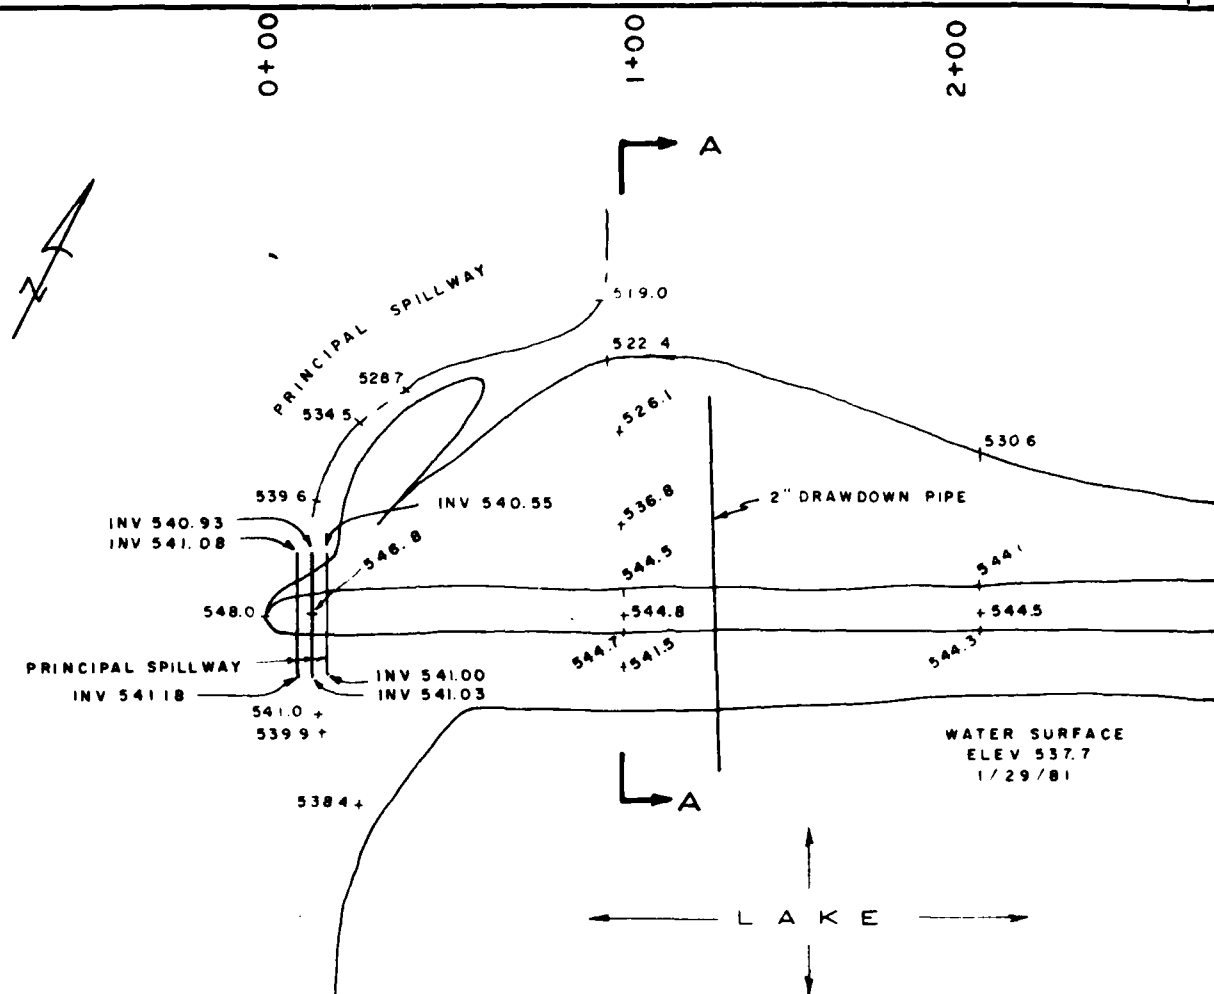 0+00
1+00
2+00
A
N
PRINCIPAL SPILLWAY
519.0
522 4
528 7
534 5
526.1
530 6
539 6
INV 540.55
536.8
2" DRAWDOWN PIPE
INV 540.93
INV 541.08
546.8
544.5
544.1
548.0
544.8
544.5
544.7
541.5
544.3
PRINCIPAL SPILLWAY
INV 541.00
INV 541 18
INV 541.03
541.0
539 9
WATER SURFACE
ELEV 537.7
1/29/81
538 4
A
LAKE